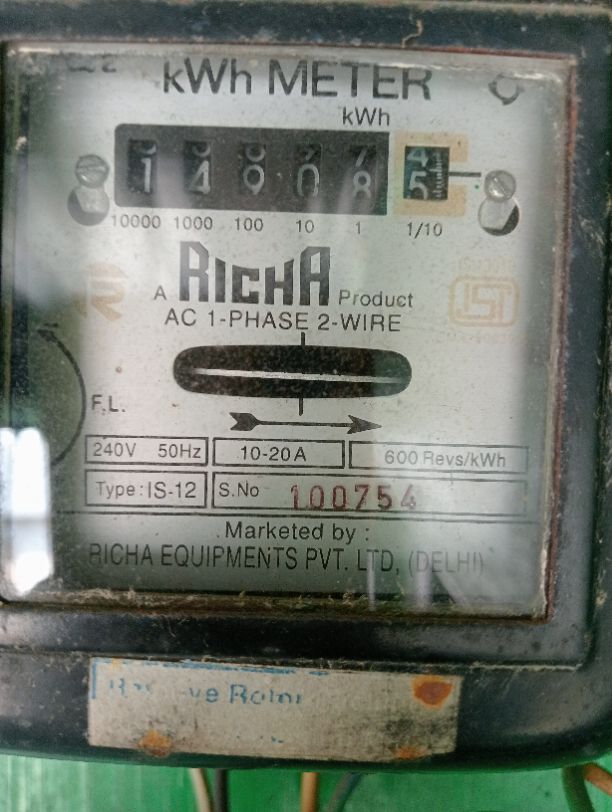 kWh METER
kWh
1 4 9 0 8 5
10000 1000 100 10 1 1/10
RICHA
A Product
AC 1-PHASE 2-WIRE
F.L.
240V 50Hz 10-20A 600 Revs/kWh
Type: IS-12 S.No 100754
Marketed by :
RICHA EQUIPMENTS PVT. LTD, (DELHI)